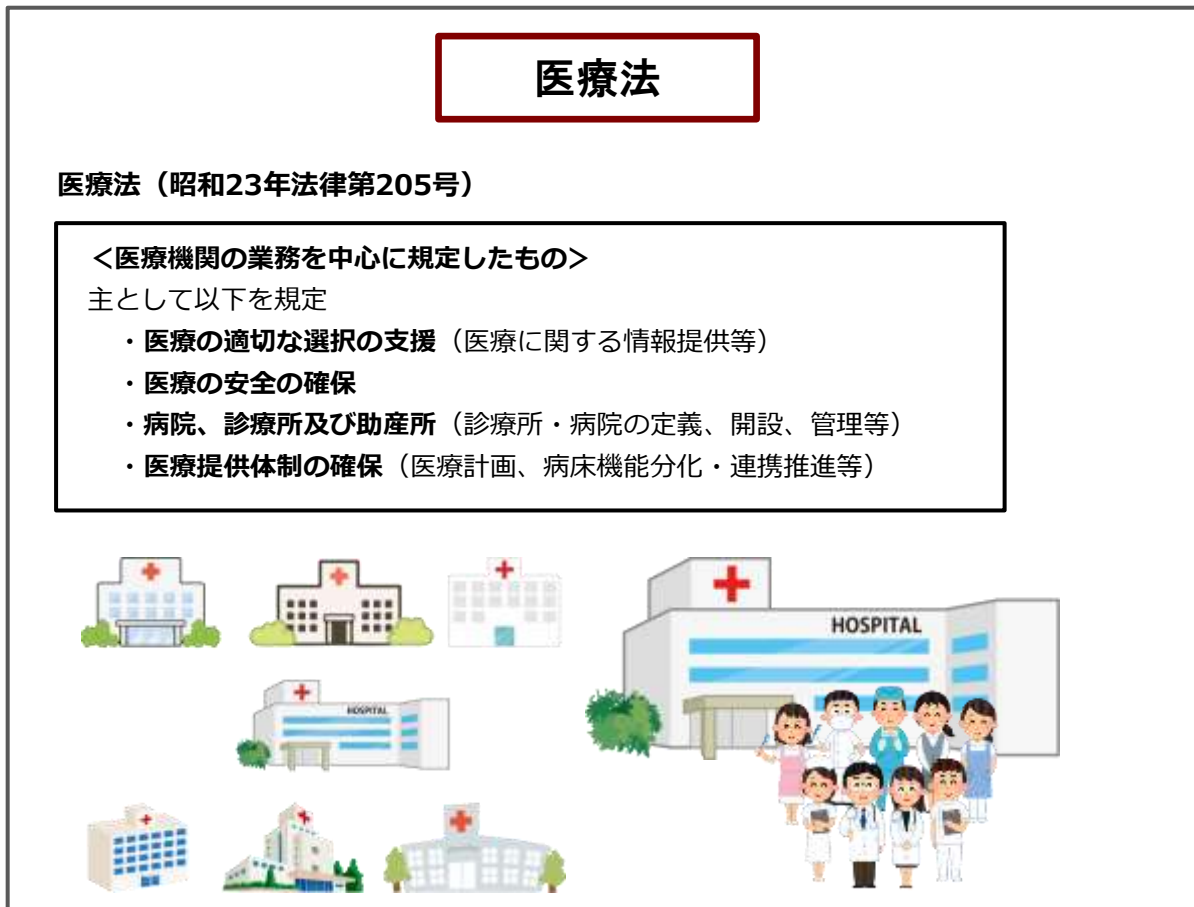 医療法
医療法（昭和23年法律第205号）
＜医療機関の業務を中心に規定したもの＞
主として以下を規定
・医療の適切な選択の支援（医療に関する情報提供等）
・医療の安全の確保
・病院、診療所及び助産所（診療所・病院の定義、開設、管理等）
・医療提供体制の確保（医療計画、病床機能分化・連携推進等）
HOSPITAL
HOSPITAL